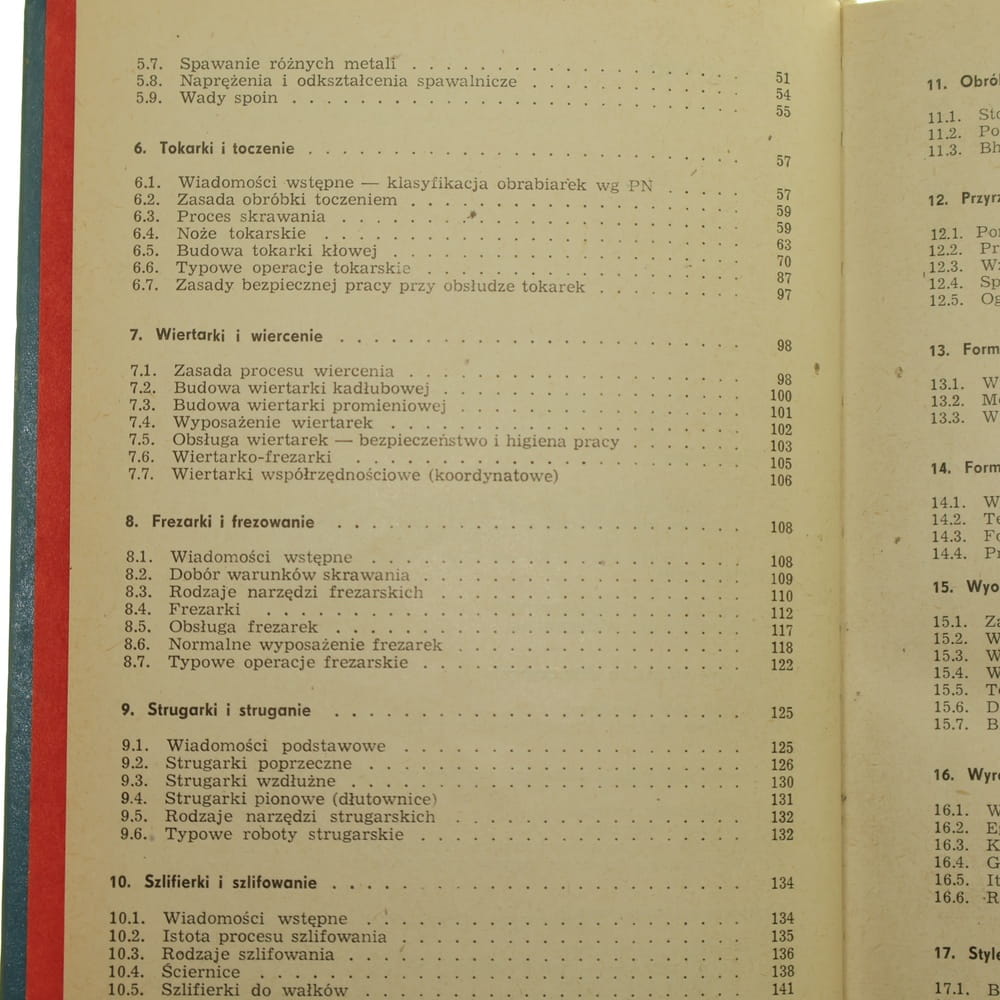 5.7. Spawanie różnych metali . . . . . . . . . . . . . . . . . 51
5.8. Naprężenia i odkształcenia spawalnicze . . . . . . . . . . 54
5.9. Wady spoin . . . . . . . . . . . . . . . . . . . . . . 55
6. Tokarki i toczenie . . . . . . . . . . . . . . . . . . . . . 57
6.1. Wiadomości wstępne — klasyfikacja obrabiarek wg PN . . . . 57
6.2. Zasada obróbki toczeniem . . . . . . . . . . . . . . . . 59
6.3. Proces skrawania . . . . . . . . . . . . . . . . . . . . 59
6.4. Noże tokarskie . . . . . . . . . . . . . . . . . . . . . 63
6.5. Budowa tokarki kłowej . . . . . . . . . . . . . . . . . 70
6.6. Typowe operacje tokarskie . . . . . . . . . . . . . . . 87
6.7. Zasady bezpiecznej pracy przy obsłudze tokarek . . . . . . 97
7. Wiertarki i wiercenie . . . . . . . . . . . . . . . . . . . 98
7.1. Zasada procesu wiercenia . . . . . . . . . . . . . . . . 98
7.2. Budowa wiertarki kadłubowej . . . . . . . . . . . . . . 100
7.3. Budowa wiertarki promieniowej . . . . . . . . . . . . . 101
7.4. Wyposażenie wiertarek . . . . . . . . . . . . . . . . . 102
7.5. Obsługa wiertarek — bezpieczeństwo i higiena pracy . . . . . 103
7.6. Wiertarko-frezarki . . . . . . . . . . . . . . . . . . . 105
7.7. Wiertarki współrzędnościowe (koordynatowe) 106
8. Frezarki i frezowanie . . . . . . . . . . . . . . . . . . . 108
8.1. Wiadomości wstępne . . . . . . . . . . . . . . . . . . 108
8.2. Dobór warunków skrawania . . . . . . . . . . . . . . . 109
8.3. Rodzaje narzędzi frezarskich . . . . . . . . . . . . . . 110
8.4. Frezarki . . . . . . . . . . . . . . . . . . . . . . . 112
8.5. Obsługa frezarek . . . . . . . . . . . . . . . . . . . 117
8.6. Normalne wyposażenie frezarek . . . . . . . . . . . . . 118
8.7. Typowe operacje frezarskie . . . . . . . . . . . . . . . 122
9. Strugarki i struganie . . . . . . . . . . . . . . . . . . . 125
9.1. Wiadomości podstawowe . . . . . . . . . . . . . . . . 125
9.2. Strugarki poprzeczne . . . . . . . . . . . . . . . . . . 126
9.3. Strugarki wzdłużne . . . . . . . . . . . . . . . . . . . 130
9.4. Strugarki pionowe (dłutownice) 131
9.5. Rodzaje narzędzi strugarskich . . . . . . . . . . . . . . 132
9.6. Typowe roboty strugarskie . . . . . . . . . . . . . . . 132
10. Szlifierki i szlifowanie . . . . . . . . . . . . . . . . . . 134
10.1. Wiadomości wstępne . . . . . . . . . . . . . . . . . . 134
10.2. Istota procesu szlifowania . . . . . . . . . . . . . . . . 135
10.3. Rodzaje szlifowania . . . . . . . . . . . . . . . . . . . 136
10.4. Ściernice . . . . . . . . . . . . . . . . . . . . . . . 138
10.5. Szlifierki do wałków . . . . . . . . . . . . . . . . . . 141
11.
11.1.
11.2.
11.3.
12.
12.1.
12.2.
12.3.
12.4.
12.5.
13.
13.1.
13.2.
13.3.
14.
14.1.
14.2.
14.3.
14.4.
15.
15.1.
15.2.
15.3.
15.4.
15.5.
15.6.
15.7.
16.
16.1.
16.2.
16.3.
16.4.
16.5.
16.6.
17.
17.1.